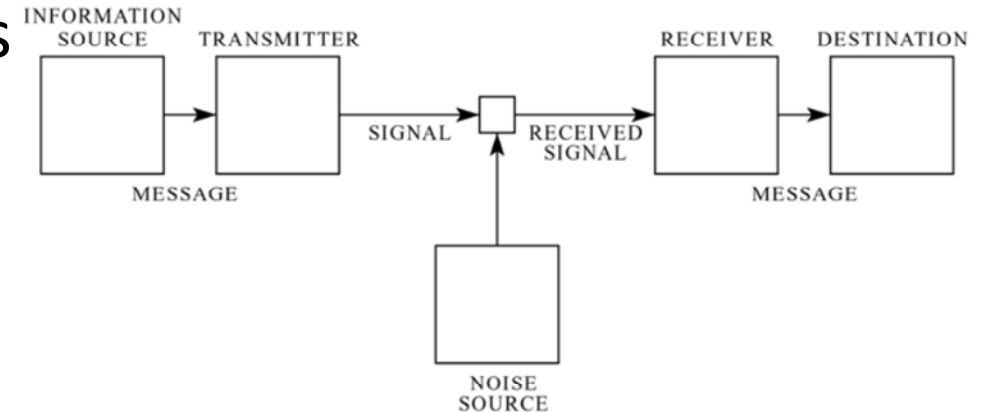 s
INFORMATION
SOURCE
TRANSMITTER
RECEIVER
DESTINATION
SIGNAL
RECEIVED
SIGNAL
MESSAGE
MESSAGE
NOISE
SOURCE